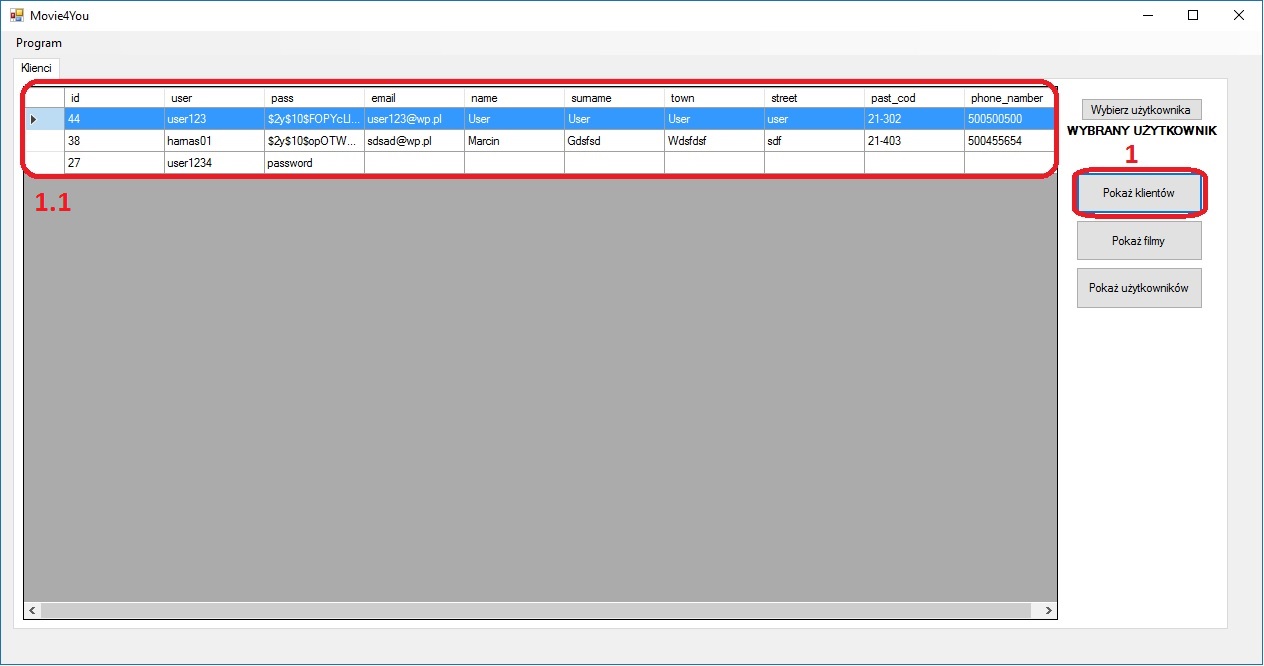 Movie4You
Program
Klienci
id user pass email name surname town street past_cod phone_namber
44 user123 $2y$10$FOPYcLl... user123@wp.pl User User User user 21-302 500500500
38 hamas01 $2y$10$opOTW... sdsad@wp.pl Marcin Gdsfsd Wdsfdsf sdf 21-403 500455654
27 user1234 password
1.1
Wybierz użytkownika
WYBRANY UŻYTKOWNIK
1
Pokaż klientów
Pokaż filmy
Pokaż użytkowników